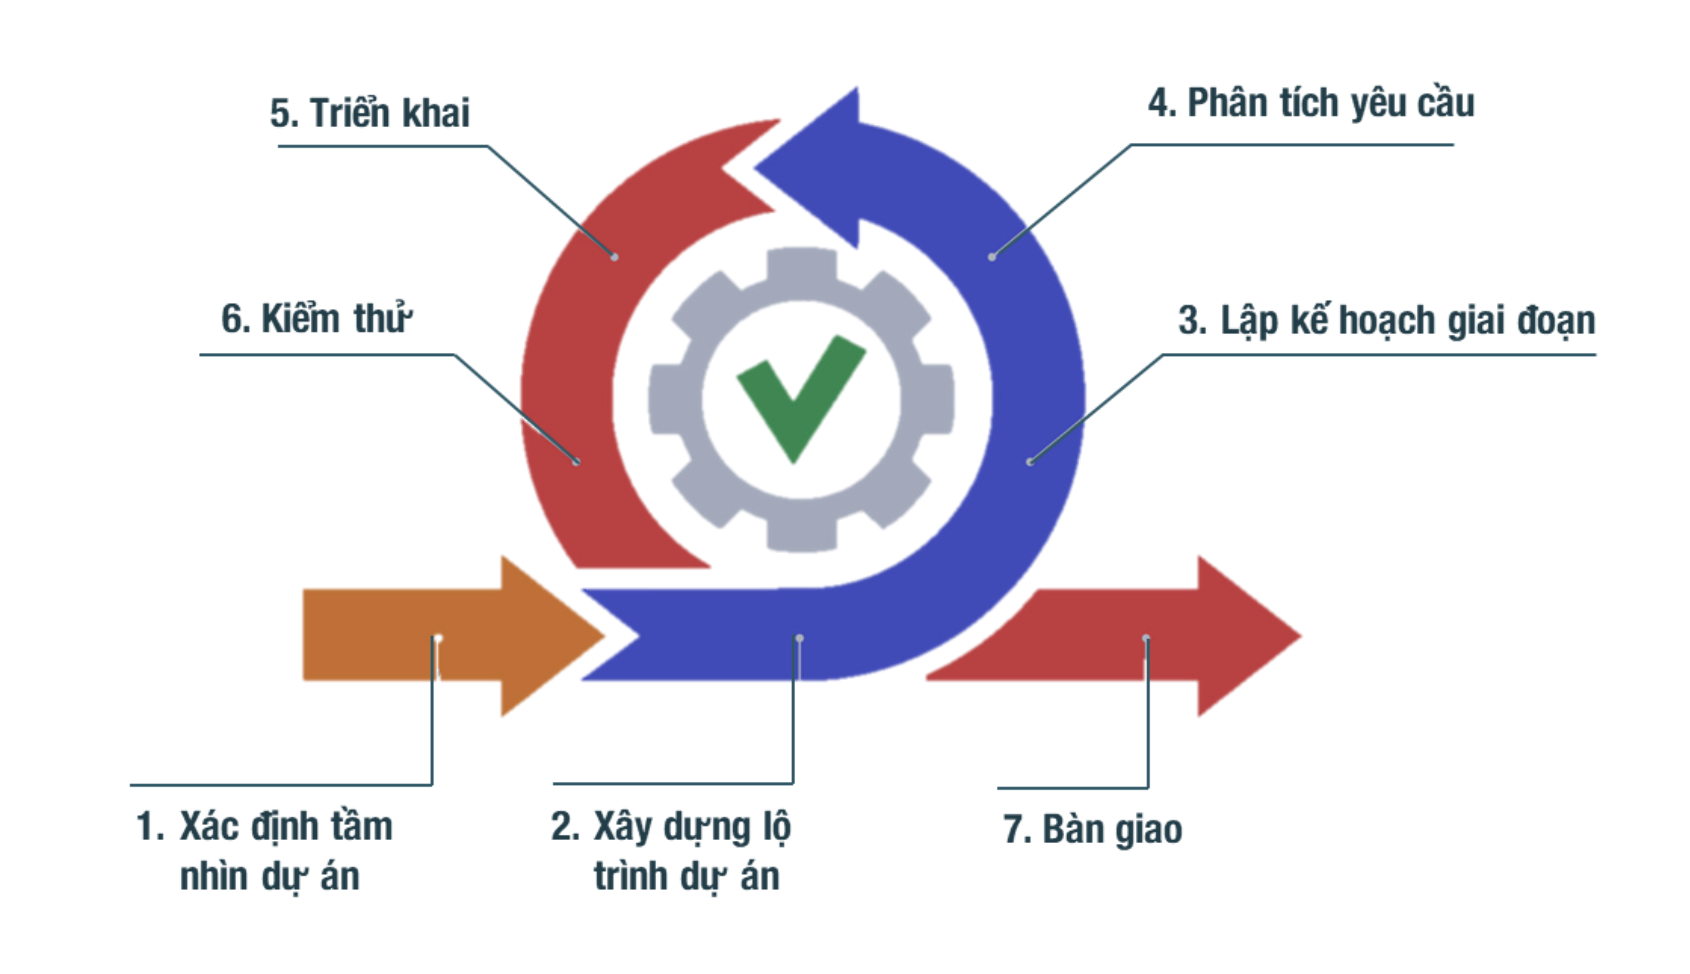 5. Triển khai
4. Phân tích yêu cầu
6. Kiểm thử
3. Lập kế hoạch giai đoạn
1. Xác định tầm
nhìn dự án
2. Xây dựng lộ
trình dự án
7. Bàn giao